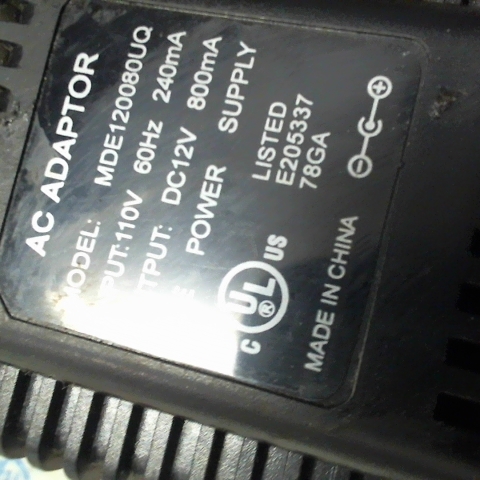 AC ADAPTOR
MODEL: MDE120080UQ
PUT:110V 60Hz 240mA
TPUT: DC12V 800mA
POWER SUPPLY
LISTED
E205337
78GA
C UL US
®
MADE IN CHINA